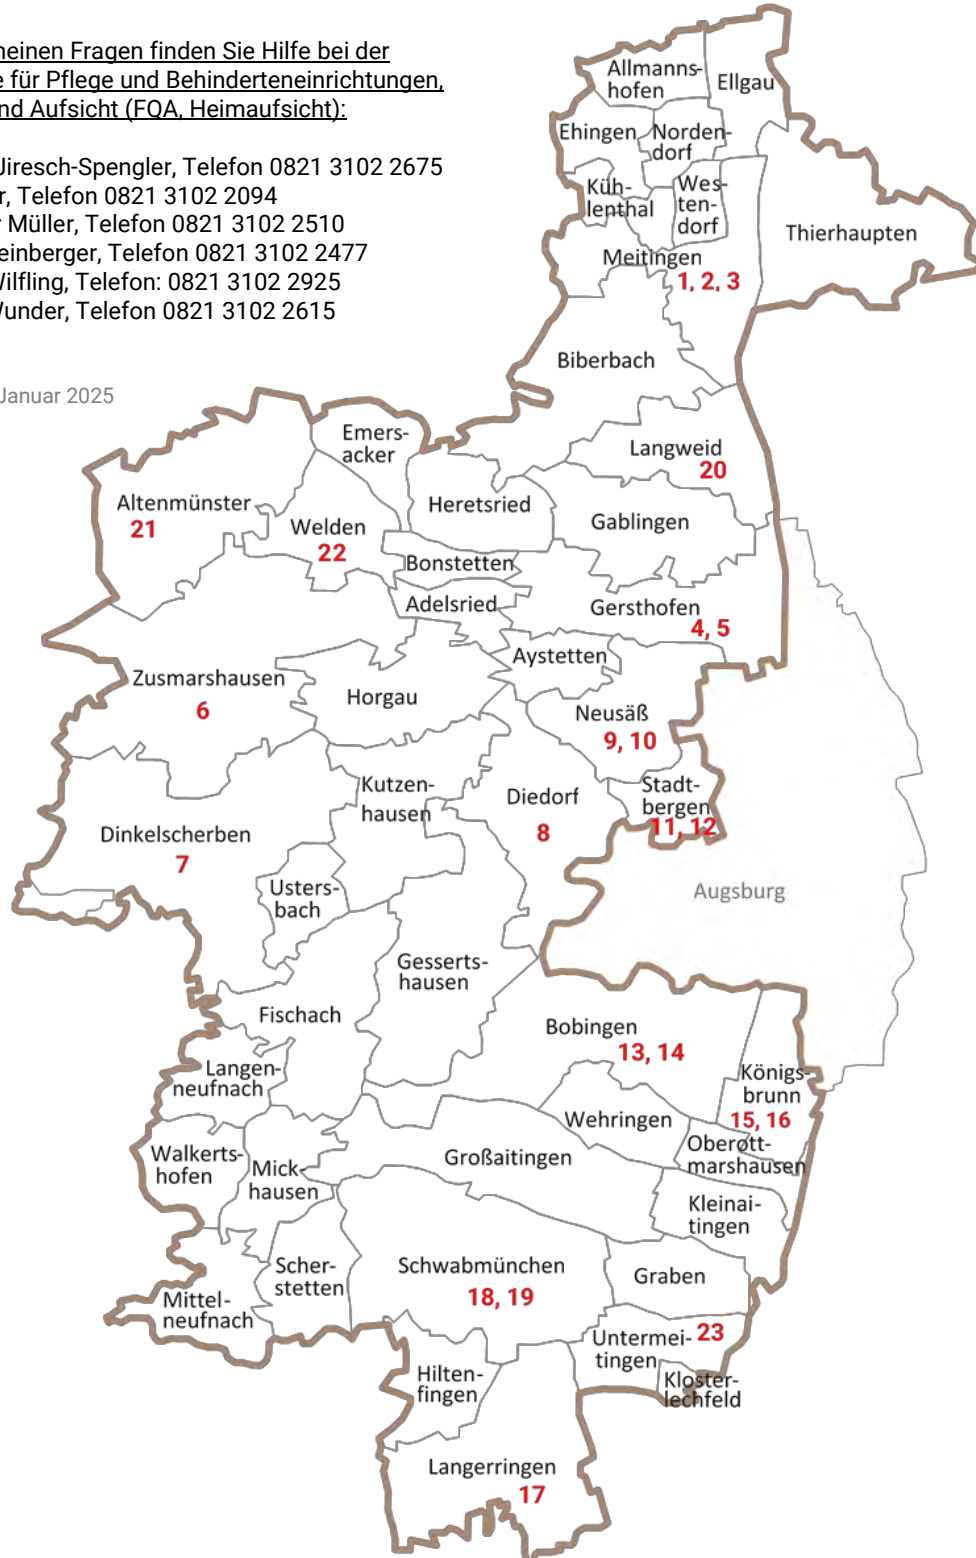 meinen Fragen finden Sie Hilfe bei der
für Pflege und Behinderteneinrichtungen,
nd Aufsicht (FQA, Heimaufsicht):
Jiresch-Spengler, Telefon 0821 3102 2675
r, Telefon 0821 3102 2094
r Müller, Telefon 0821 3102 2510
einberger, Telefon 0821 3102 2477
Wilfling, Telefon: 0821 3102 2925
Wunder, Telefon 0821 3102 2615
Januar 2025
Allmanns-
hofen
Ellgau
Ehingen
Norden-
dorf
Küh-
lenthal
Wes-
ten-
dorf
Thierhaupten
Meitingen
1, 2, 3
Biberbach
Emers-
acker
Langweid
20
Altenmünster
21
Welden
22
Heretsried
Gablingen
Bonstetten
Adelsried
Gersthofen
4, 5
Aystetten
Zusmarshausen
6
Horgau
Neusäß
9, 10
Kutzen-
hausen
Diedorf
8
Stadt-
bergen
11, 12
Dinkelscherben
7
Usters-
bach
Augsburg
Gesserts-
hausen
Fischach
Bobingen
13, 14
Langen-
neufnach
Königs-
brunn
15, 16
Wehringen
Walkerts-
hofen
Mick-
hausen
Großaitingen
Oberott-
marshausen
Kleinai-
tingen
Scher-
stetten
Schwabmünchen
18, 19
Graben
Mittel-
neufnach
Untermei-
tingen
23
Hilten-
fingen
Kloster-
lechfeld
Langerringen
17